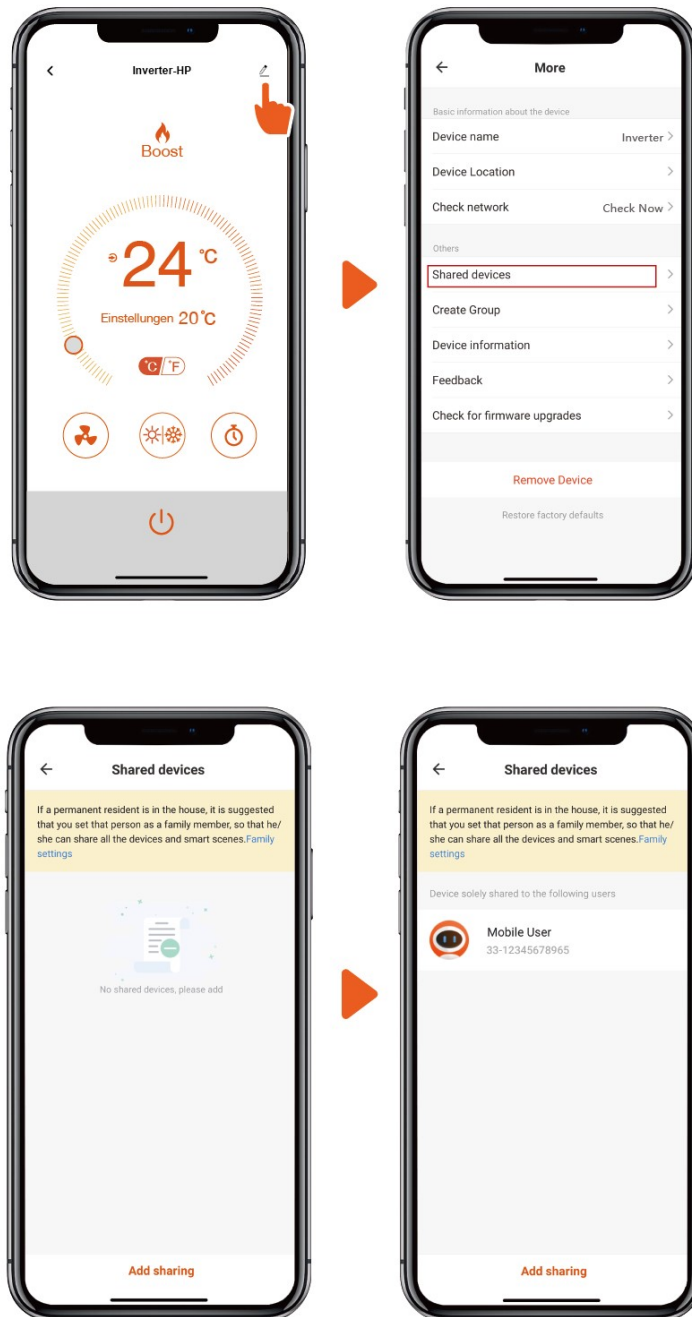 Inverter-HP
Boost
24 °C
Einstellungen 20°C
°C/°F
More
Basic information about the device
Device name Inverter
Device Location
Check network Check Now
Others
Shared devices
Create Group
Device information
Feedback
Check for firmware upgrades
Remove Device
Restore factory defaults
Shared devices
If a permanent resident is in the house, it is suggested
that you set that person as a family member, so that he/
she can share all the devices and smart scenes.Family
settings
No shared devices, please add
Add sharing
Shared devices
If a permanent resident is in the house, it is suggested
that you set that person as a family member, so that he/
she can share all the devices and smart scenes.Family
settings
Device solely shared to the following users
Mobile User
33-12345678965
Add sharing